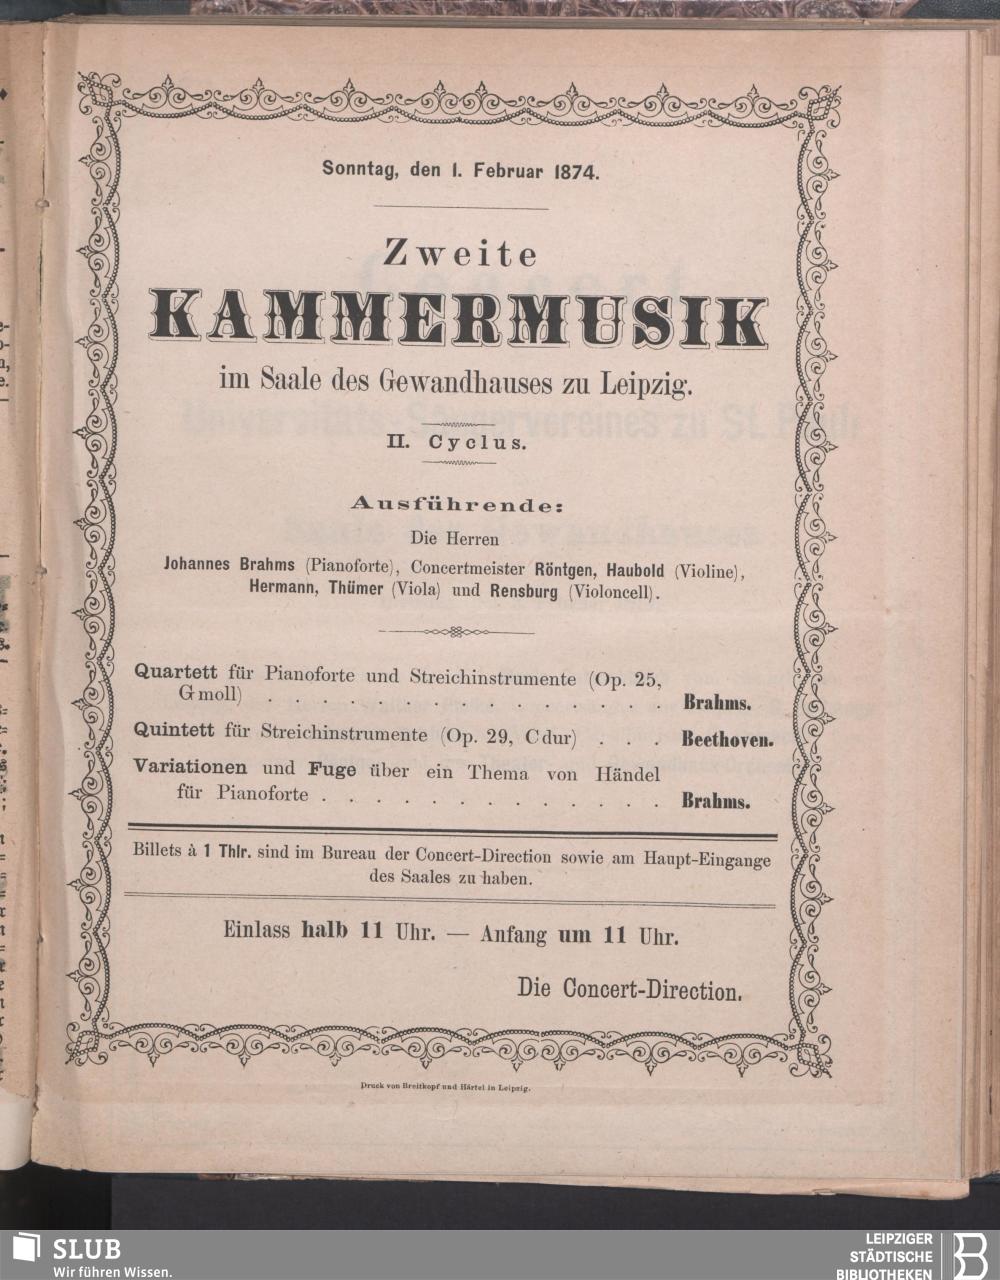 Sonntag, den 1. Februar 1874.
Zweite
KAMMERMUSIK
im Saale des Gewandhauses zu Leipzig.
II. Cyclus.
Ausführende:
Die Herren
Johannes Brahms (Pianoforte), Concertmeister Röntgen, Haubold (Violine),
Hermann, Thümer (Viola) und Rensburg (Violoncell).
Quartett für Pianoforte und Streichinstrumente (Op. 25,
G moll) . . . . . . . . . . . . . . . Brahms.
Quintett für Streichinstrumente (Op. 29, C dur) . . . Beethoven.
Variationen und Fuge über ein Thema von Händel
für Pianoforte . . . . . . . . . . . . . Brahms.
Billets à 1 Thlr. sind im Bureau der Concert-Direction sowie am Haupt-Eingange
des Saales zu haben.
Einlass halb 11 Uhr. — Anfang um 11 Uhr.
Die Concert-Direction.
Druck von Breitkopf und Härtel in Leipzig.
SLUB
Wir führen Wissen.
LEIPZIGER
STÄDTISCHE
BIBLIOTHEKEN